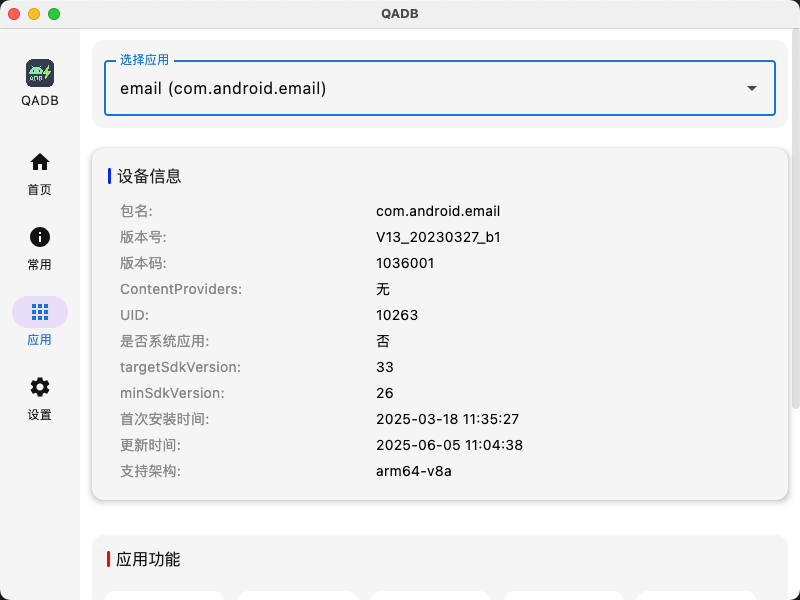 QADB
QADB
首页
常用
应用
设置
选择应用
email (com.android.email)
设备信息
包名: com.android.email
版本号: V13_20230327_b1
版本码: 1036001
ContentProviders: 无
UID: 10263
是否系统应用: 否
targetSdkVersion: 33
minSdkVersion: 26
首次安装时间: 2025-03-18 11:35:27
更新时间: 2025-06-05 11:04:38
支持架构: arm64-v8a
应用功能